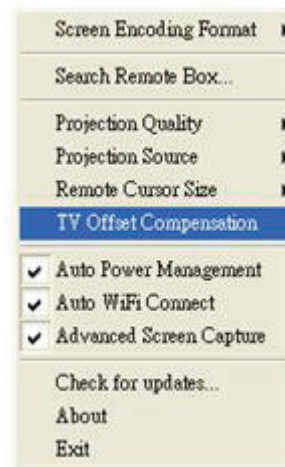 Screen Encoding Format
Search Remote Box...
Projection Quality
Projection Source
Remote Cursor Size
TV Offset Compensation
Auto Power Management
Auto WiFi Connect
Advanced Screen Capture
Check for updates...
About
Exit